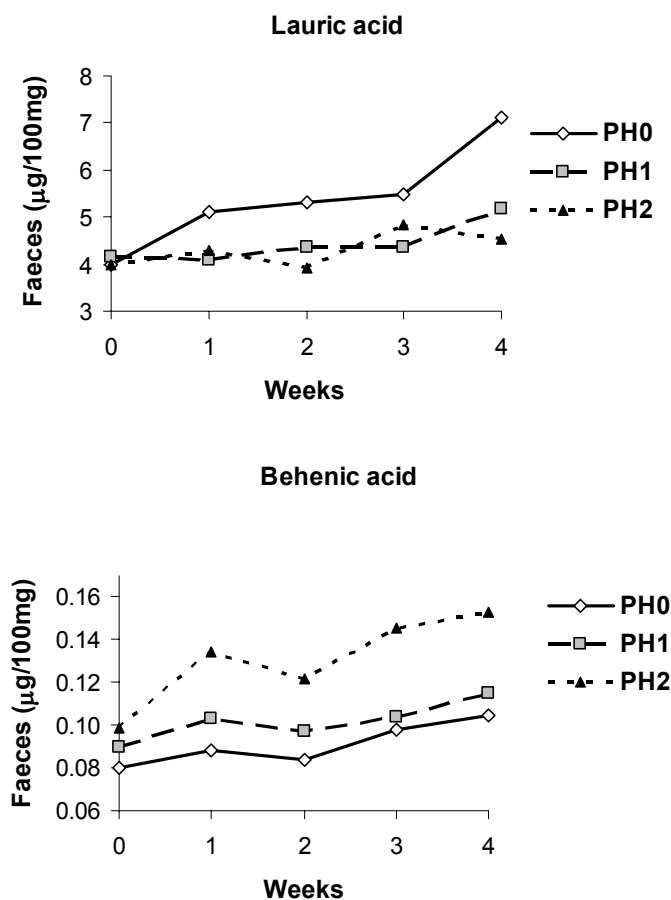 Lauric acid
8
7
6
5
4
3
0 1 2 3 4
Faeces (µg/100mg)
Weeks
PH0
PH1
PH2
Behenic acid
0.16
0.14
0.12
0.10
0.08
0.06
0 1 2 3 4
Faeces (µg/100mg)
Weeks
PH0
PH1
PH2